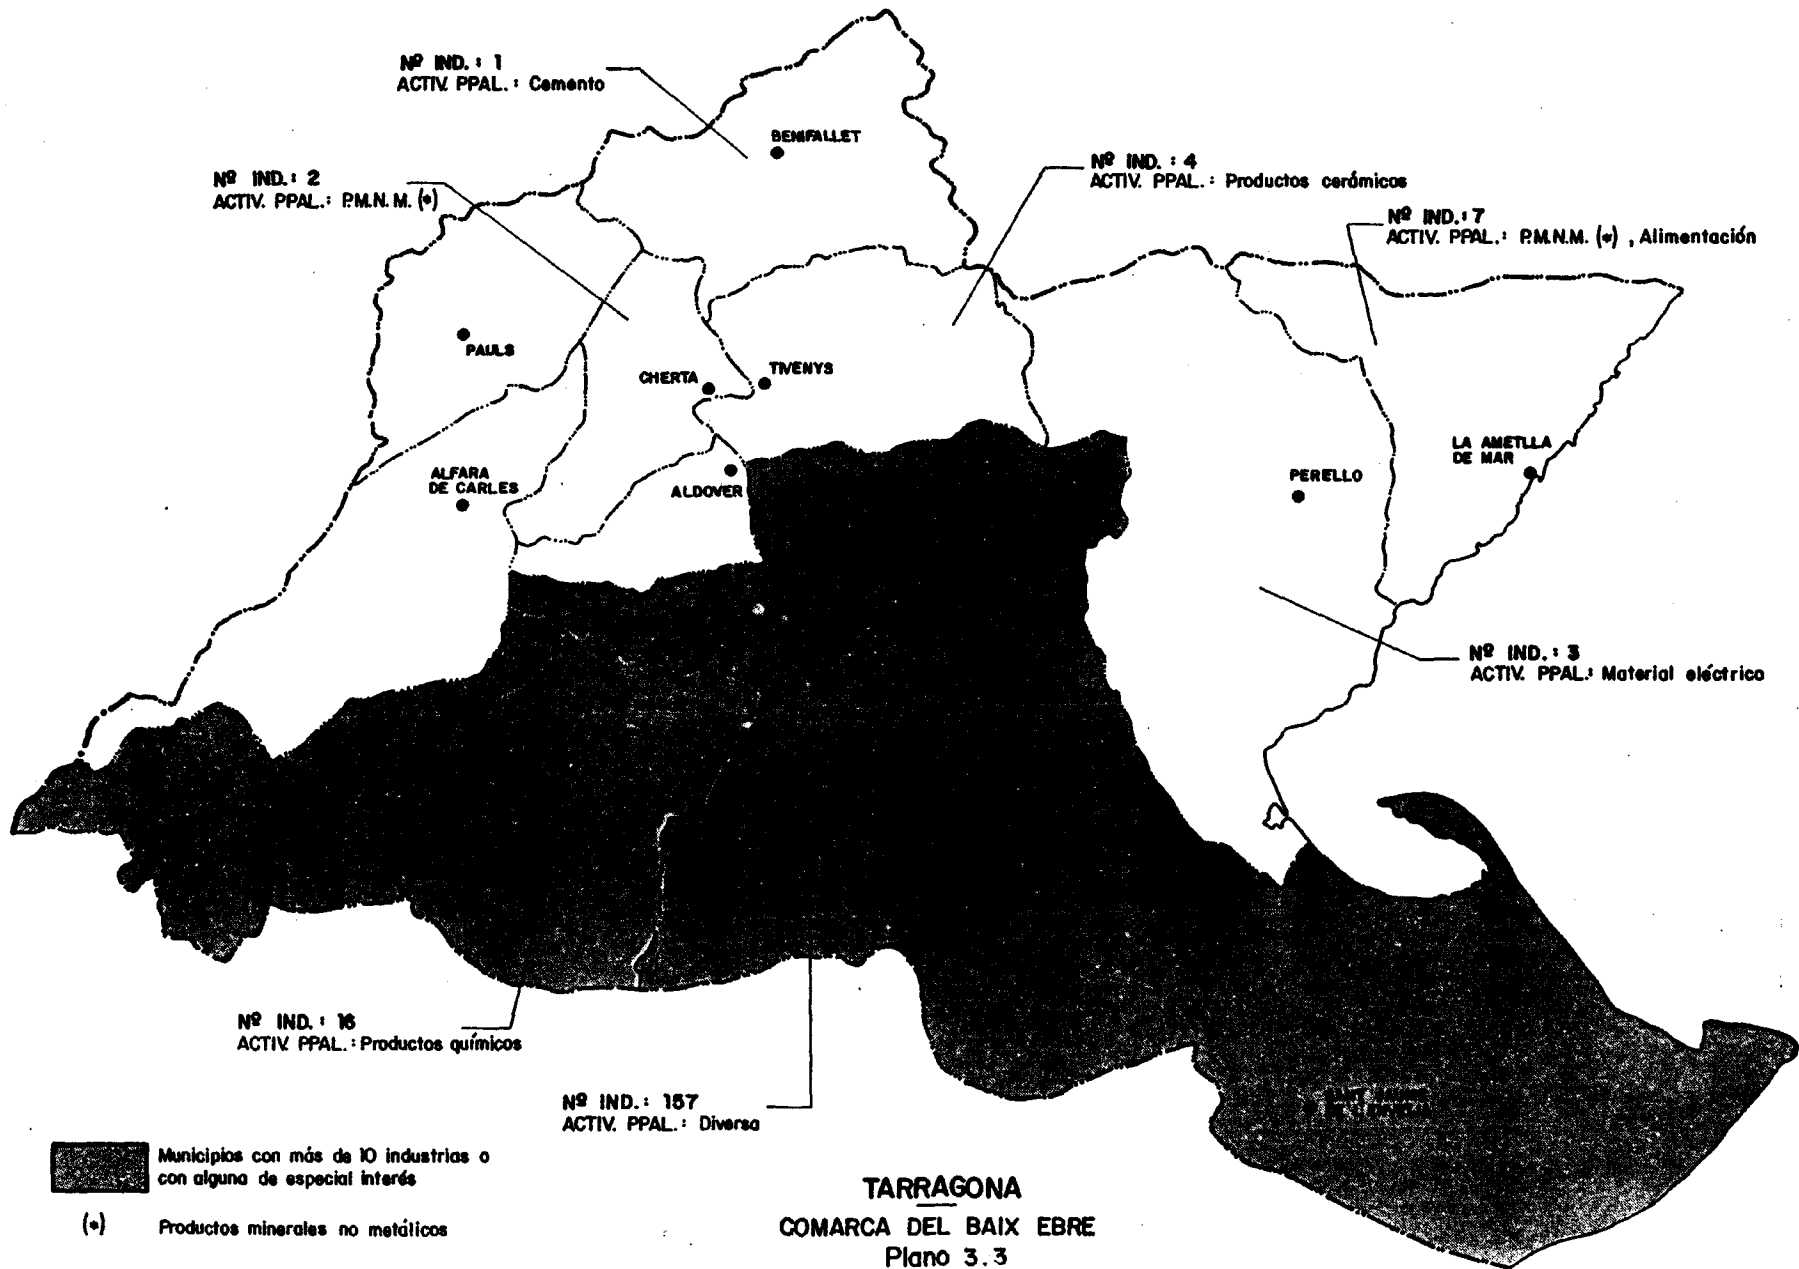 Nº IND. : 1
ACTIV. PPAL. : Cemento
BENIFALLET
Nº IND. : 4
ACTIV. PPAL. : Productos cerámicos
Nº IND. : 2
ACTIV. PPAL. : P.M.N.M. (*)
Nº IND. : 7
ACTIV. PPAL. : P.M.N.M. (*) , Alimentación
PAULS
CHERTA
TIVENYS
ALFARA
DE CARLES
ALDOVER
PERELLO
LA AMETLLA
DE MAR
Nº IND. : 3
ACTIV. PPAL. : Material eléctrico
Nº IND. : 16
ACTIV. PPAL. : Productos químicos
Nº IND. : 157
ACTIV. PPAL. : Diversa
Municipios con más de 10 industrias o
con alguna de especial interés
(*) Productos minerales no metálicos
TARRAGONA
COMARCA DEL BAIX EBRE
Plano 3.3